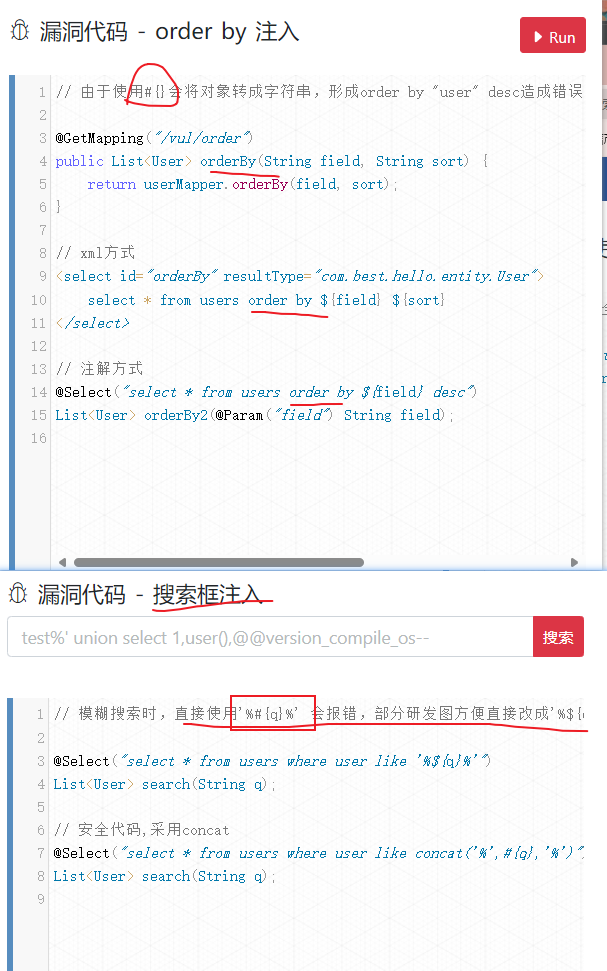 漏洞代码 - order by 注入
Run
1 // 由于使用#{}会将对象转成字符串，形成order by "user" desc造成错误
2
3 @GetMapping("/vul/order")
4 public List<User> orderBy(String field, String sort) {
5 return userMapper.orderBy(field, sort);
6 }
7
8 // xml方式
9 <select id="orderBy" resultType="com.best.hello.entity.User">
10 select * from users order by ${field} ${sort}
11 </select>
12
13 // 注解方式
14 @Select("select * from users order by ${field} desc")
15 List<User> orderBy2(@Param("field") String field);
16
漏洞代码 - 搜索框注入
test%' union select 1,user(),@@version_compile_os--
搜索
1 // 模糊搜索时，直接使用'%#{q}%' 会报错，部分研发图方便直接改成'%${
2
3 @Select("select * from users where user like '%${q}%'")
4 List<User> search(String q);
5
6 // 安全代码,采用concat
7 @Select("select * from users where user like concat('%',#{q},'%')")
8 List<User> search(String q);
9